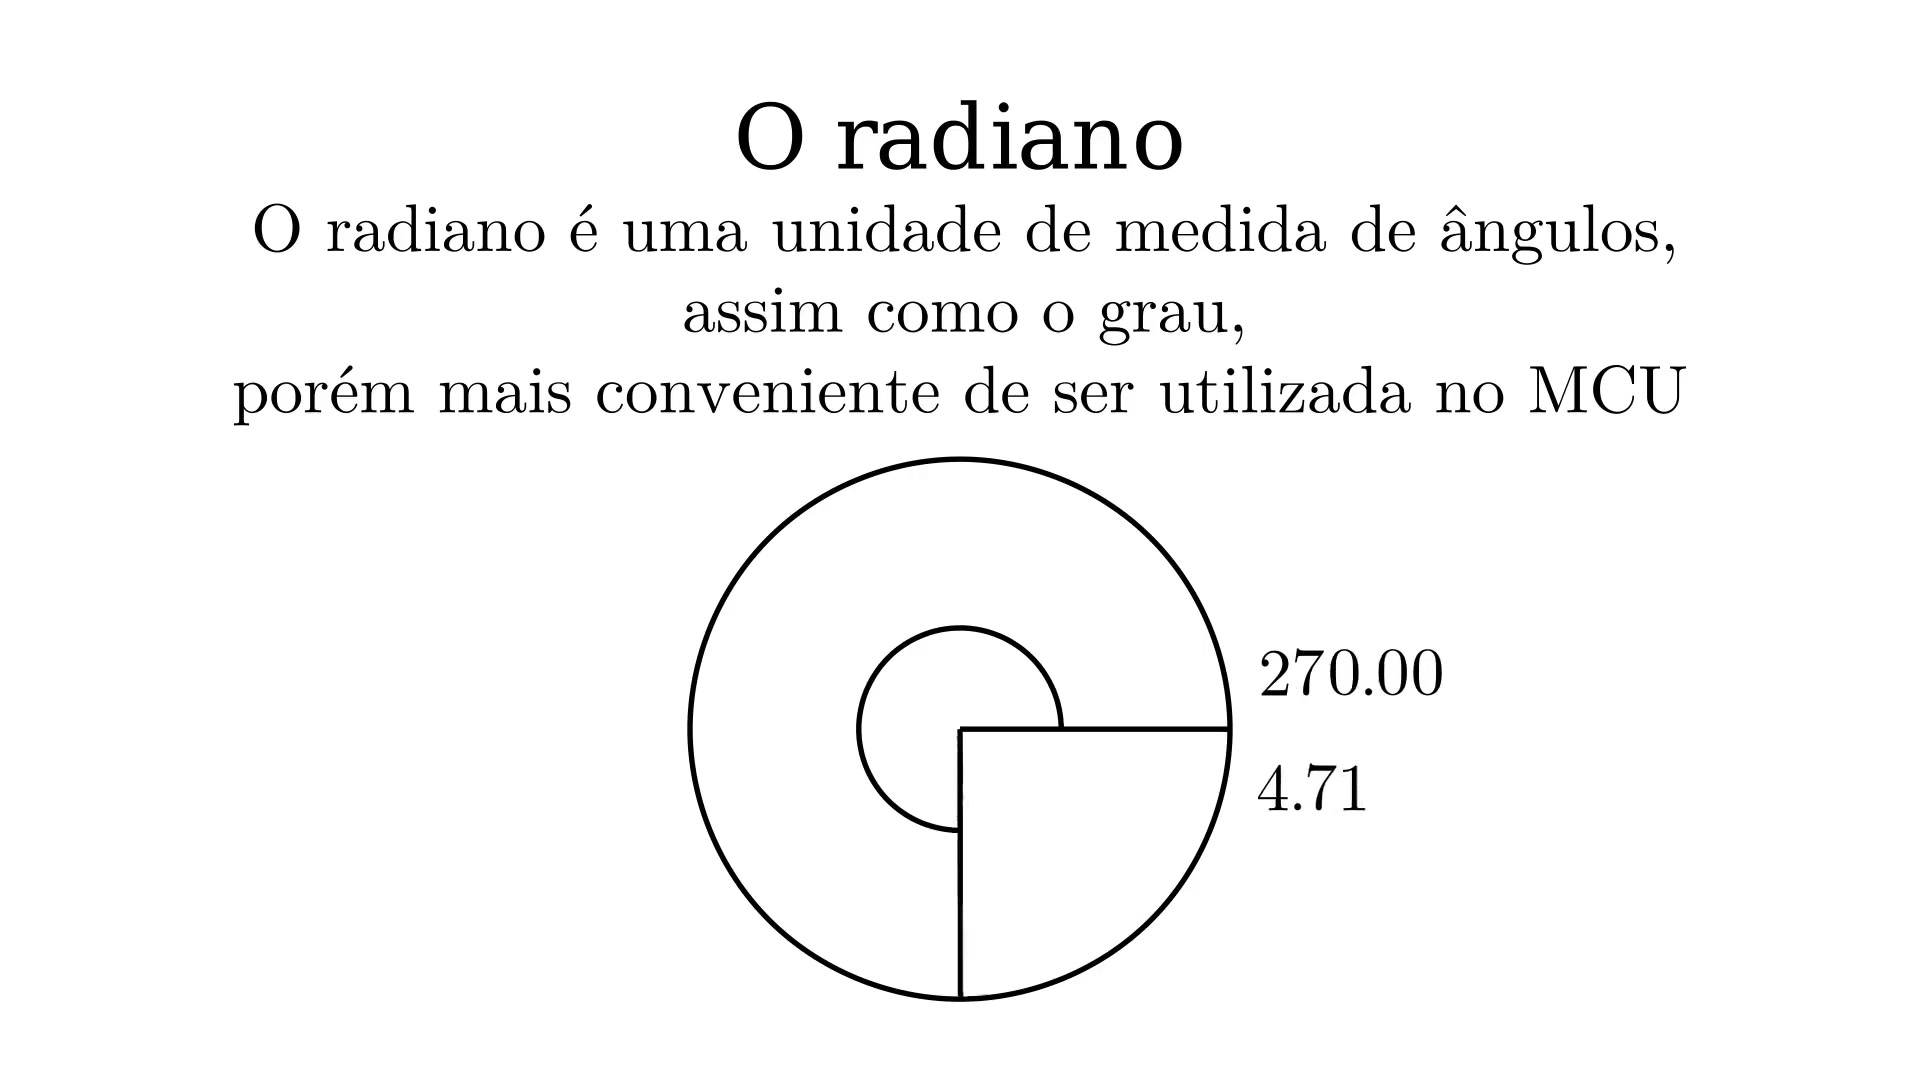 O radiano
O radiano é uma unidade de medida de ângulos,
assim como o grau,
porém mais conveniente de ser utilizada no MCU
270.00
4.71